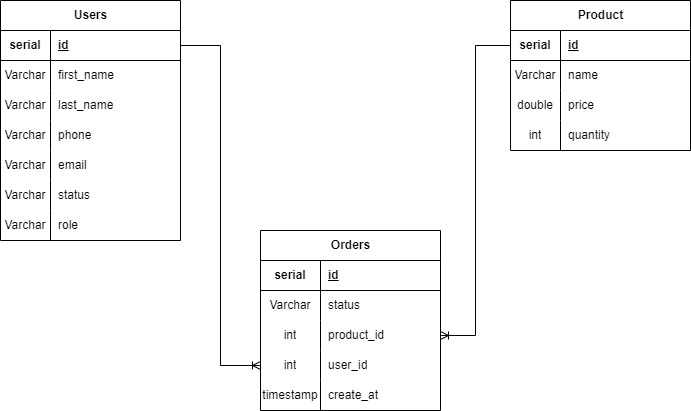 Users
serial id
Varchar first_name
Varchar last_name
Varchar phone
Varchar email
Varchar status
Varchar role
Product
serial id
Varchar name
double price
int quantity
Orders
serial id
Varchar status
int product_id
int user_id
timestamp create_at